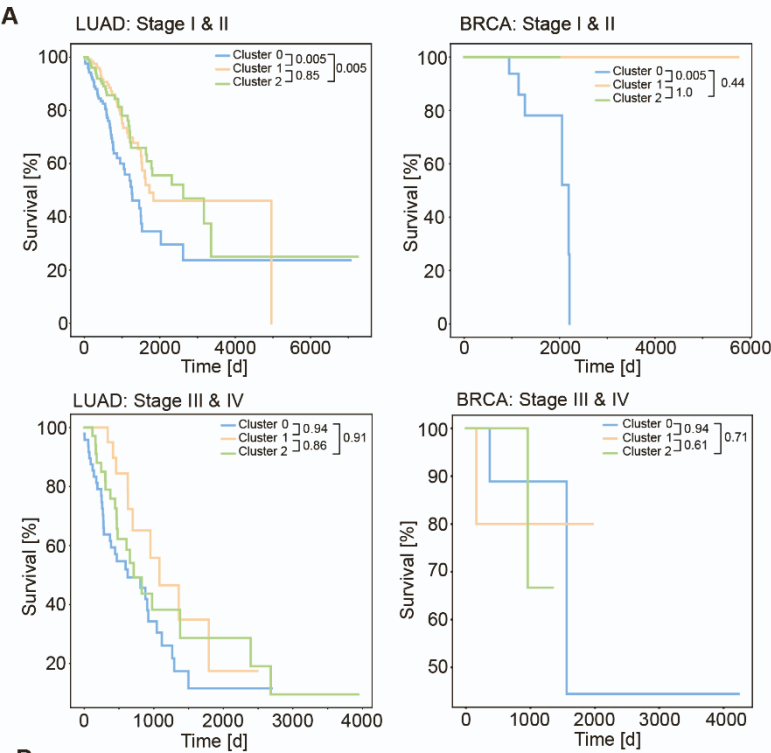 A
LUAD: Stage I & II
Cluster 0
Cluster 1
Cluster 2
0.005
0.85
0.005
100
80
60
40
20
0
Survival [%]
0 2000 4000 6000
Time [d]
BRCA: Stage I & II
Cluster 0
Cluster 1
Cluster 2
0.005
1.0
0.44
100
80
60
40
20
0
Survival [%]
0 2000 4000 6000
Time [d]
LUAD: Stage III & IV
Cluster 0
Cluster 1
Cluster 2
0.94
0.86
0.91
100
80
60
40
20
Survival [%]
0 1000 2000 3000 4000
Time [d]
BRCA: Stage III & IV
Cluster 0
Cluster 1
Cluster 2
0.94
0.61
0.71
100
90
80
70
60
50
Survival [%]
0 1000 2000 3000 4000
Time [d]